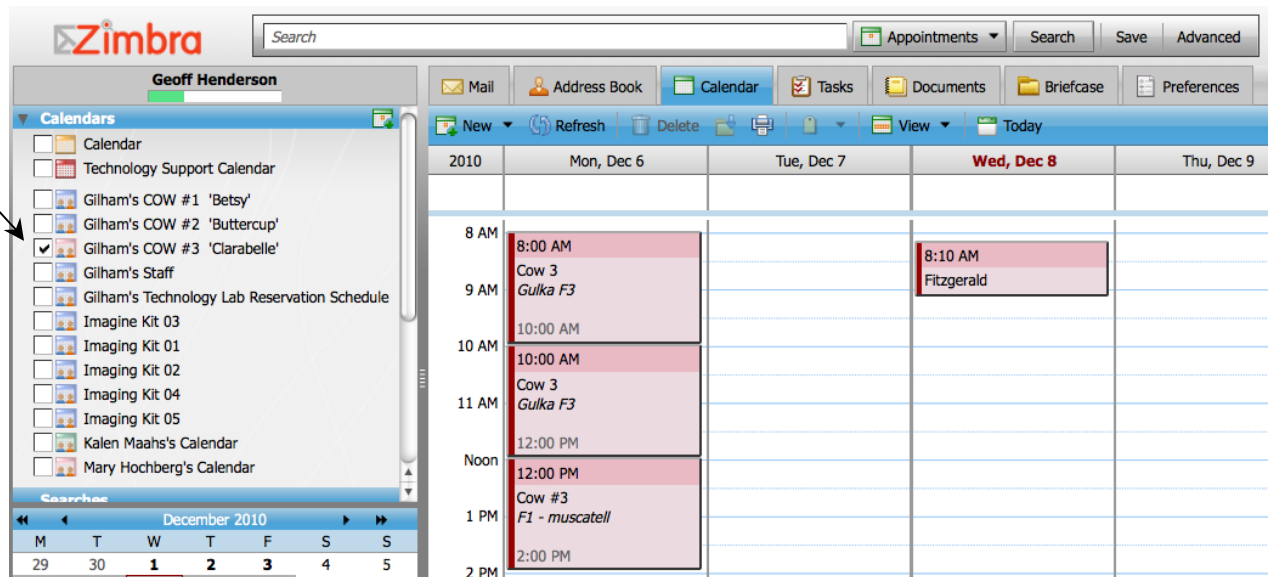 Zimbra
Search
Appointments
Search
Save
Advanced
Geoff Henderson
Mail
Address Book
Calendar
Tasks
Documents
Briefcase
Preferences
Calendars
Calendar
Technology Support Calendar
Gilham's COW #1 'Betsy'
Gilham's COW #2 'Buttercup'
Gilham's COW #3 'Clarabelle'
Gilham's Staff
Gilham's Technology Lab Reservation Schedule
Imagine Kit 03
Imaging Kit 01
Imaging Kit 02
Imaging Kit 04
Imaging Kit 05
Kalen Maahs's Calendar
Mary Hochberg's Calendar
Searches
December 2010
M T W T F S S
29 30 1 2 3 4 5
New
Refresh
Delete
View
Today
2010
Mon, Dec 6
Tue, Dec 7
Wed, Dec 8
Thu, Dec 9
8 AM
9 AM
10 AM
11 AM
Noon
1 PM
2 PM
8:00 AM
Cow 3
Gulka F3
10:00 AM
10:00 AM
Cow 3
Gulka F3
12:00 PM
12:00 PM
Cow #3
F1 - muscatell
2:00 PM
8:10 AM
Fitzgerald